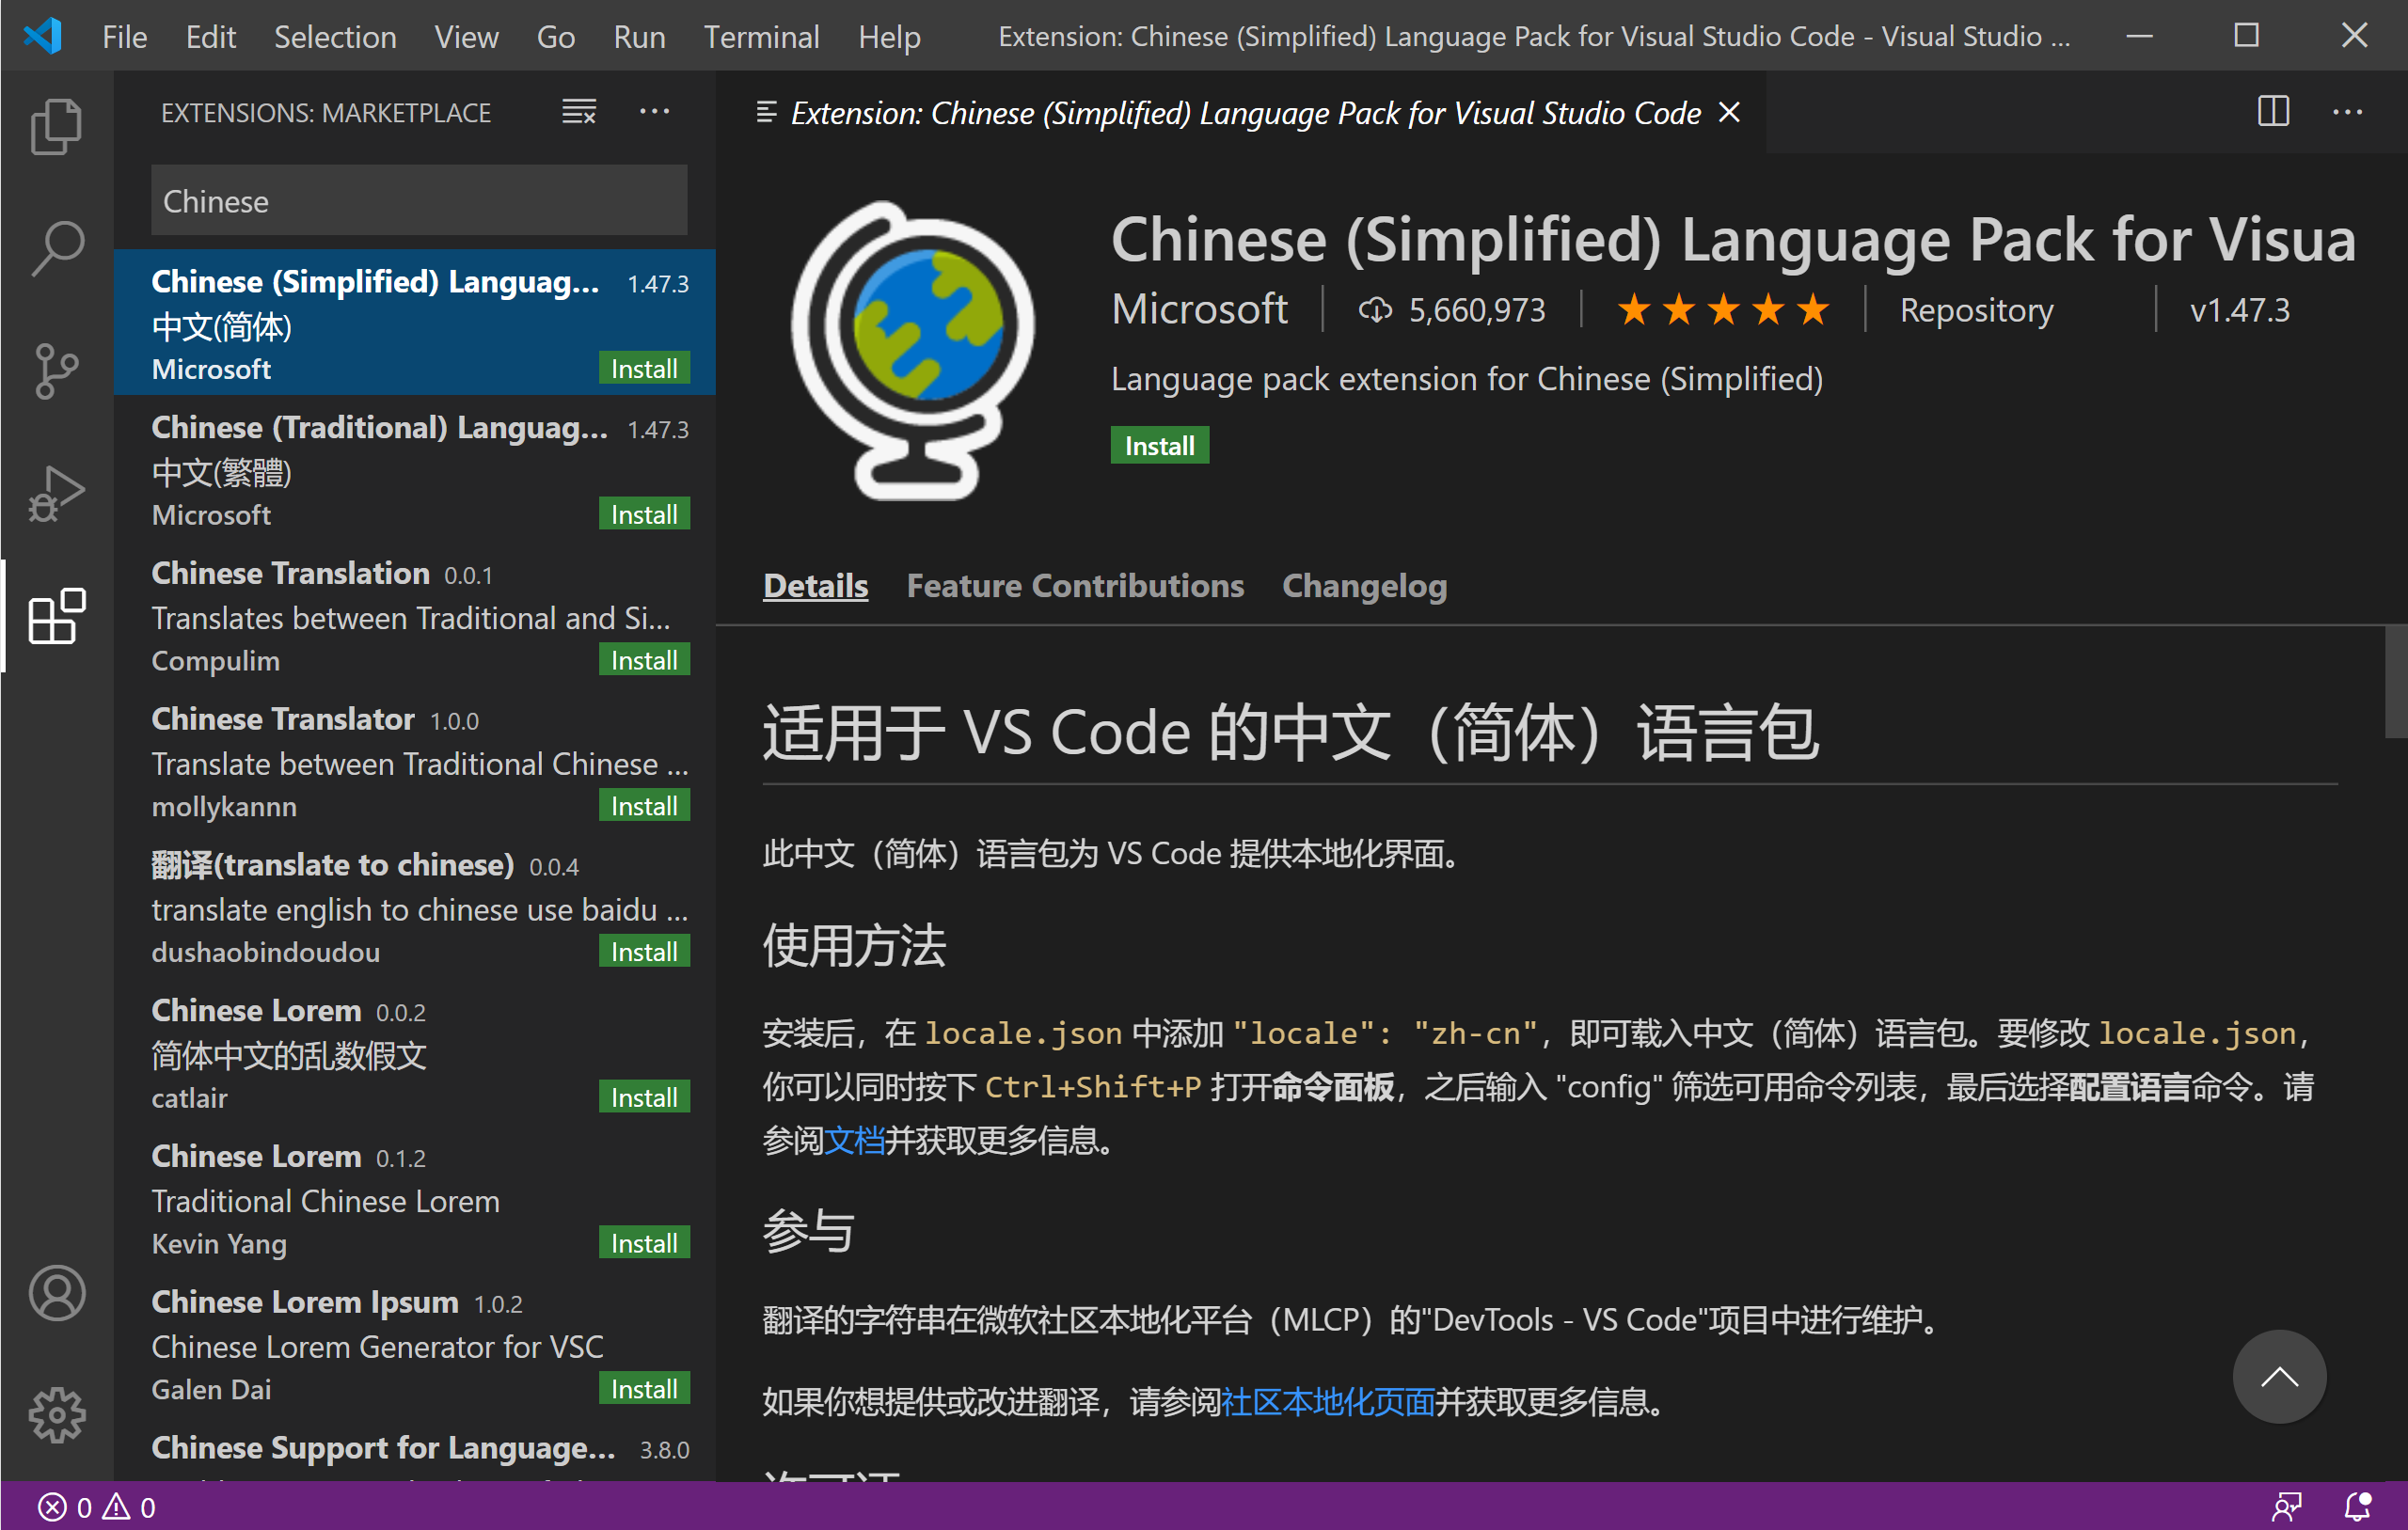 File Edit Selection View Go Run Terminal Help Extension: Chinese (Simplified) Language Pack for Visual Studio Code - Visual Studio ...
EXTENSIONS: MARKETPLACE
Chinese
Chinese (Simplified) Languag... 1.47.3
中文(简体)
Microsoft Install
Chinese (Traditional) Languag... 1.47.3
中文(繁體)
Microsoft Install
Chinese Translation 0.0.1
Translates between Traditional and Si...
Compulim Install
Chinese Translator 1.0.0
Translate between Traditional Chinese ...
mollykannn Install
翻译(translate to chinese) 0.0.4
translate english to chinese use baidu ...
dushaobindoudou Install
Chinese Lorem 0.0.2
简体中文的乱数假文
catlair Install
Chinese Lorem 0.1.2
Traditional Chinese Lorem
Kevin Yang Install
Chinese Lorem Ipsum 1.0.2
Chinese Lorem Generator for VSC
Galen Dai Install
Chinese Support for Language... 3.8.0
Extension: Chinese (Simplified) Language Pack for Visual Studio Code
Chinese (Simplified) Language Pack for Visua
Microsoft 5,660,973 ★★★★★ Repository v1.47.3
Language pack extension for Chinese (Simplified)
Install
Details Feature Contributions Changelog
适用于 VS Code 的中文（简体）语言包
此中文（简体）语言包为 VS Code 提供本地化界面。
使用方法
安装后，在 locale.json 中添加 "locale": "zh-cn"，即可载入中文（简体）语言包。要修改 locale.json，
你可以同时按下 Ctrl+Shift+P 打开命令面板，之后输入 "config" 筛选可用命令列表，最后选择配置语言命令。请
参阅文档并获取更多信息。
参与
翻译的字符串在微软社区本地化平台（MLCP）的"DevTools - VS Code"项目中进行维护。
如果你想提供或改进翻译，请参阅社区本地化页面并获取更多信息。
0 0